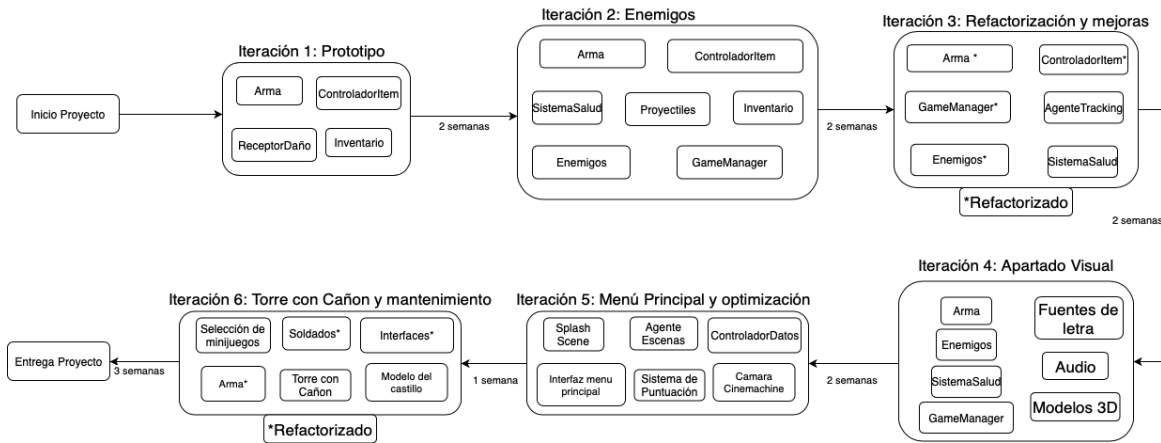 Inicio Proyecto
Iteración 1: Prototipo
Arma
ControladorItem
ReceptorDaño
Inventario
2 semanas
Iteración 2: Enemigos
Arma
ControladorItem
SistemaSalud
Proyectiles
Inventario
Enemigos
GameManager
2 semanas
Iteración 3: Refactorización y mejoras
Arma *
ControladorItem*
GameManager*
AgenteTracking
Enemigos*
SistemaSalud
*Refactorizado
2 semanas
Iteración 4: Apartado Visual
Arma
Fuentes de
letra
Enemigos
Audio
SistemaSalud
Modelos 3D
GameManager
2 semanas
Iteración 5: Menú Principal y optimización
Splash
Scene
Agente
Escenas
ControladorDatos
Interfaz menu
principal
Sistema de
Puntuación
Camara
Cinemachine
1 semana
Iteración 6: Torre con Cañon y mantenimiento
Selección de
minijuegos
Soldados*
Interfaces*
Arma*
Torre con
Cañon
Modelo del
castillo
*Refactorizado
3 semanas
Entrega Proyecto